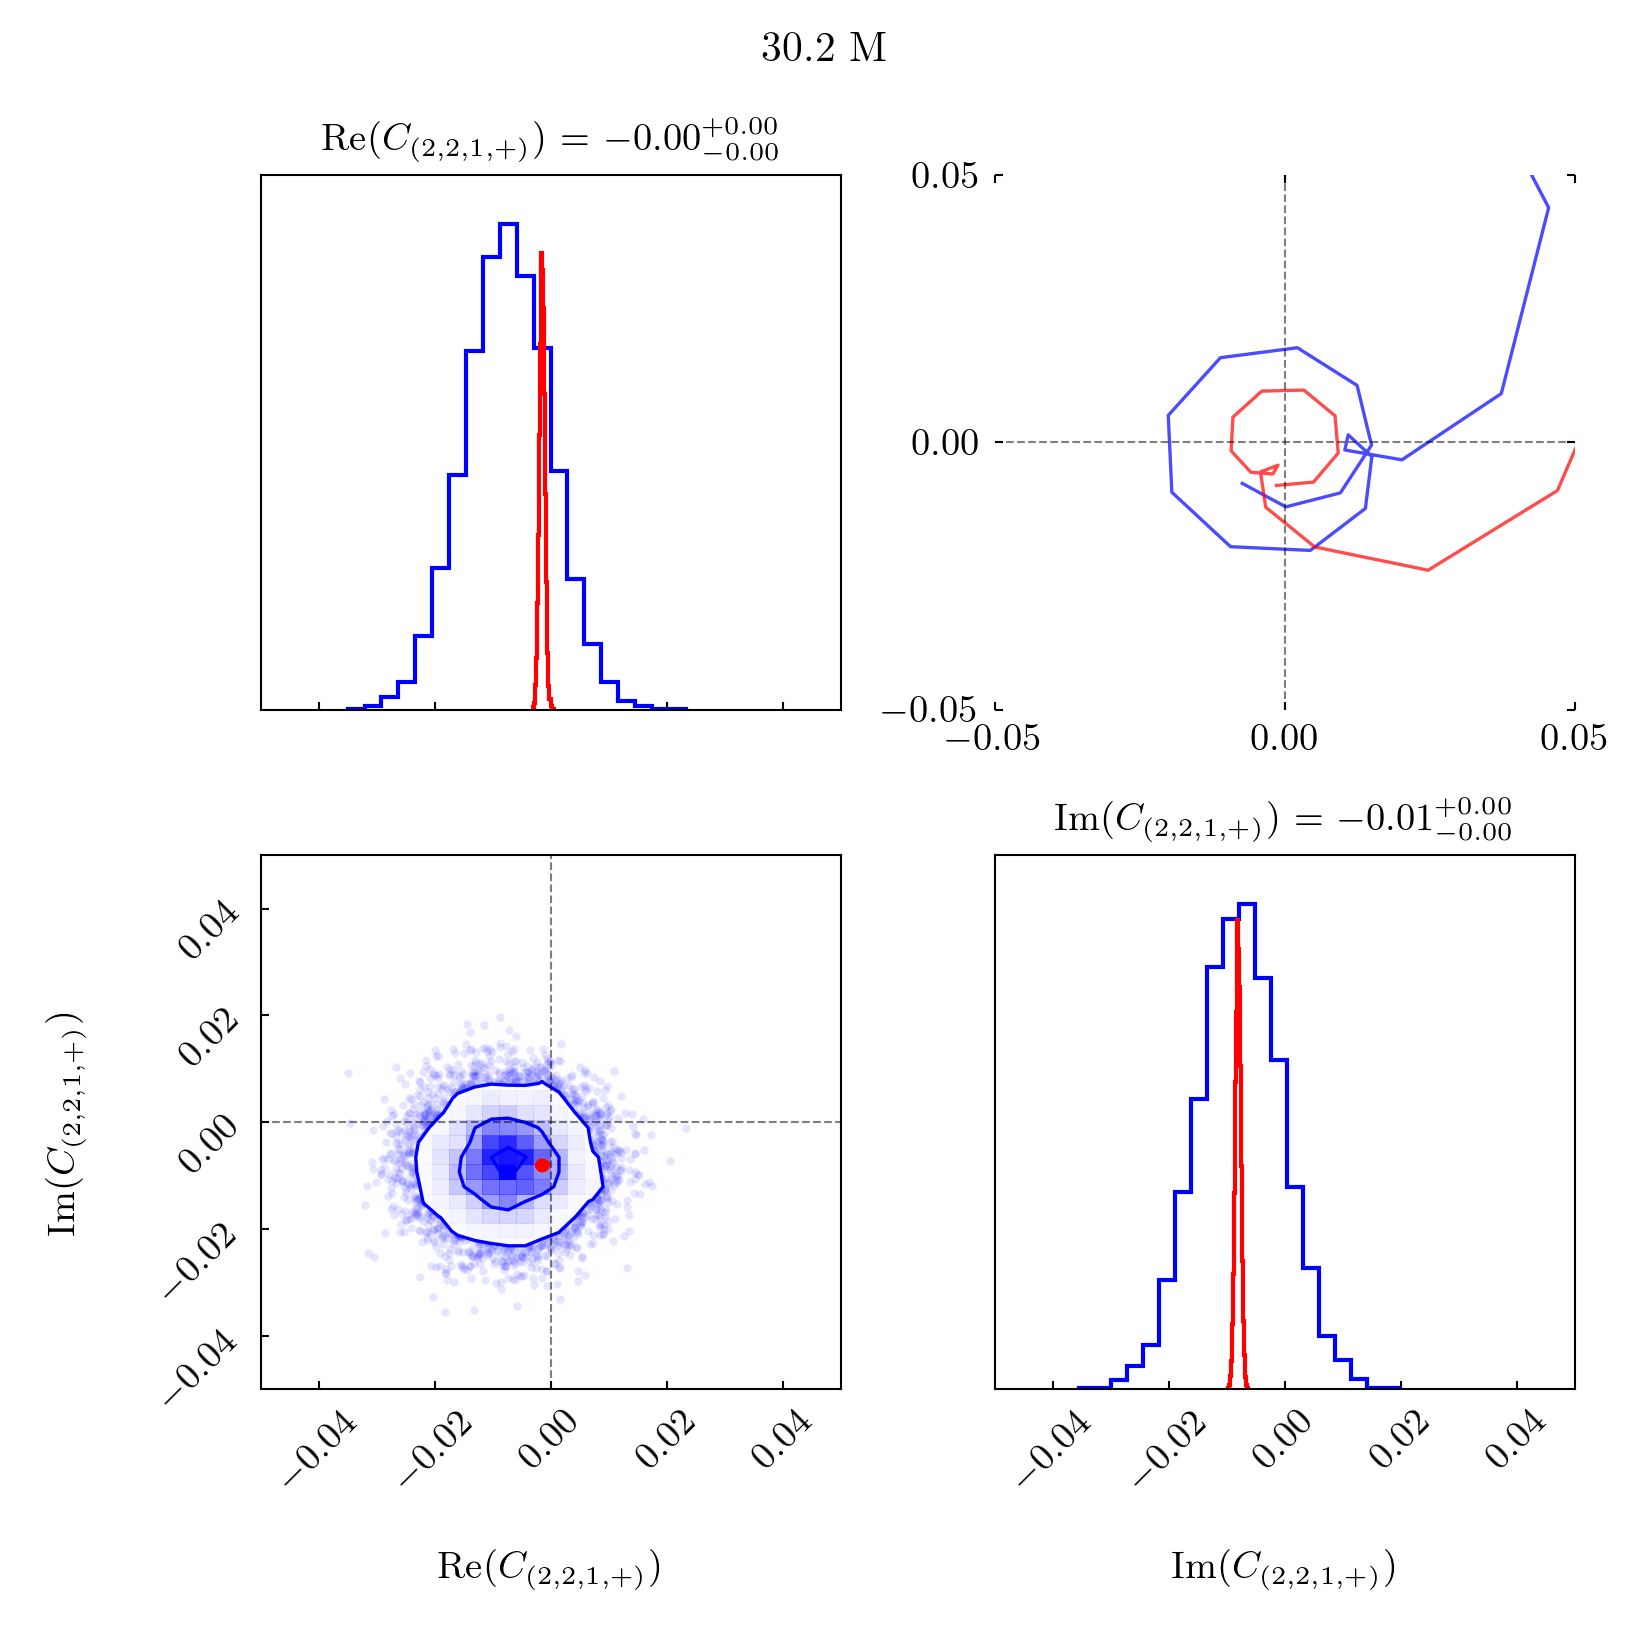 30.2 M
Re(C_{(2,2,1,+)}) = −0.00^{+0.00}_{−0.00}
0.05
0.00
−0.05
−0.05 0.00 0.05
Im(C_{(2,2,1,+)}) = −0.01^{+0.00}_{−0.00}
Im(C_{(2,2,1,+)})
0.04
0.02
0.00
−0.02
−0.04
−0.04 −0.02 0.00 0.02 0.04
−0.04 −0.02 0.00 0.02 0.04
Re(C_{(2,2,1,+)})
Im(C_{(2,2,1,+)})